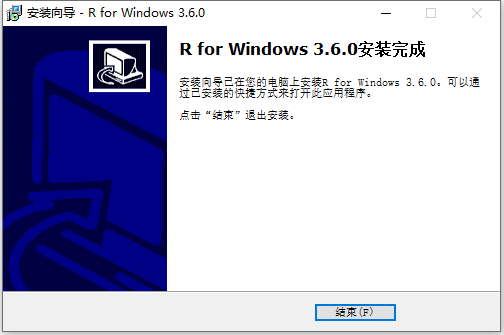 安装向导 - R for Windows 3.6.0
R for Windows 3.6.0安装完成
安装向导已在您的电脑上安装R for Windows 3.6.0。可以通
过已安装的快捷方式来打开此应用程序。
点击“结束”退出安装。
结束(F)